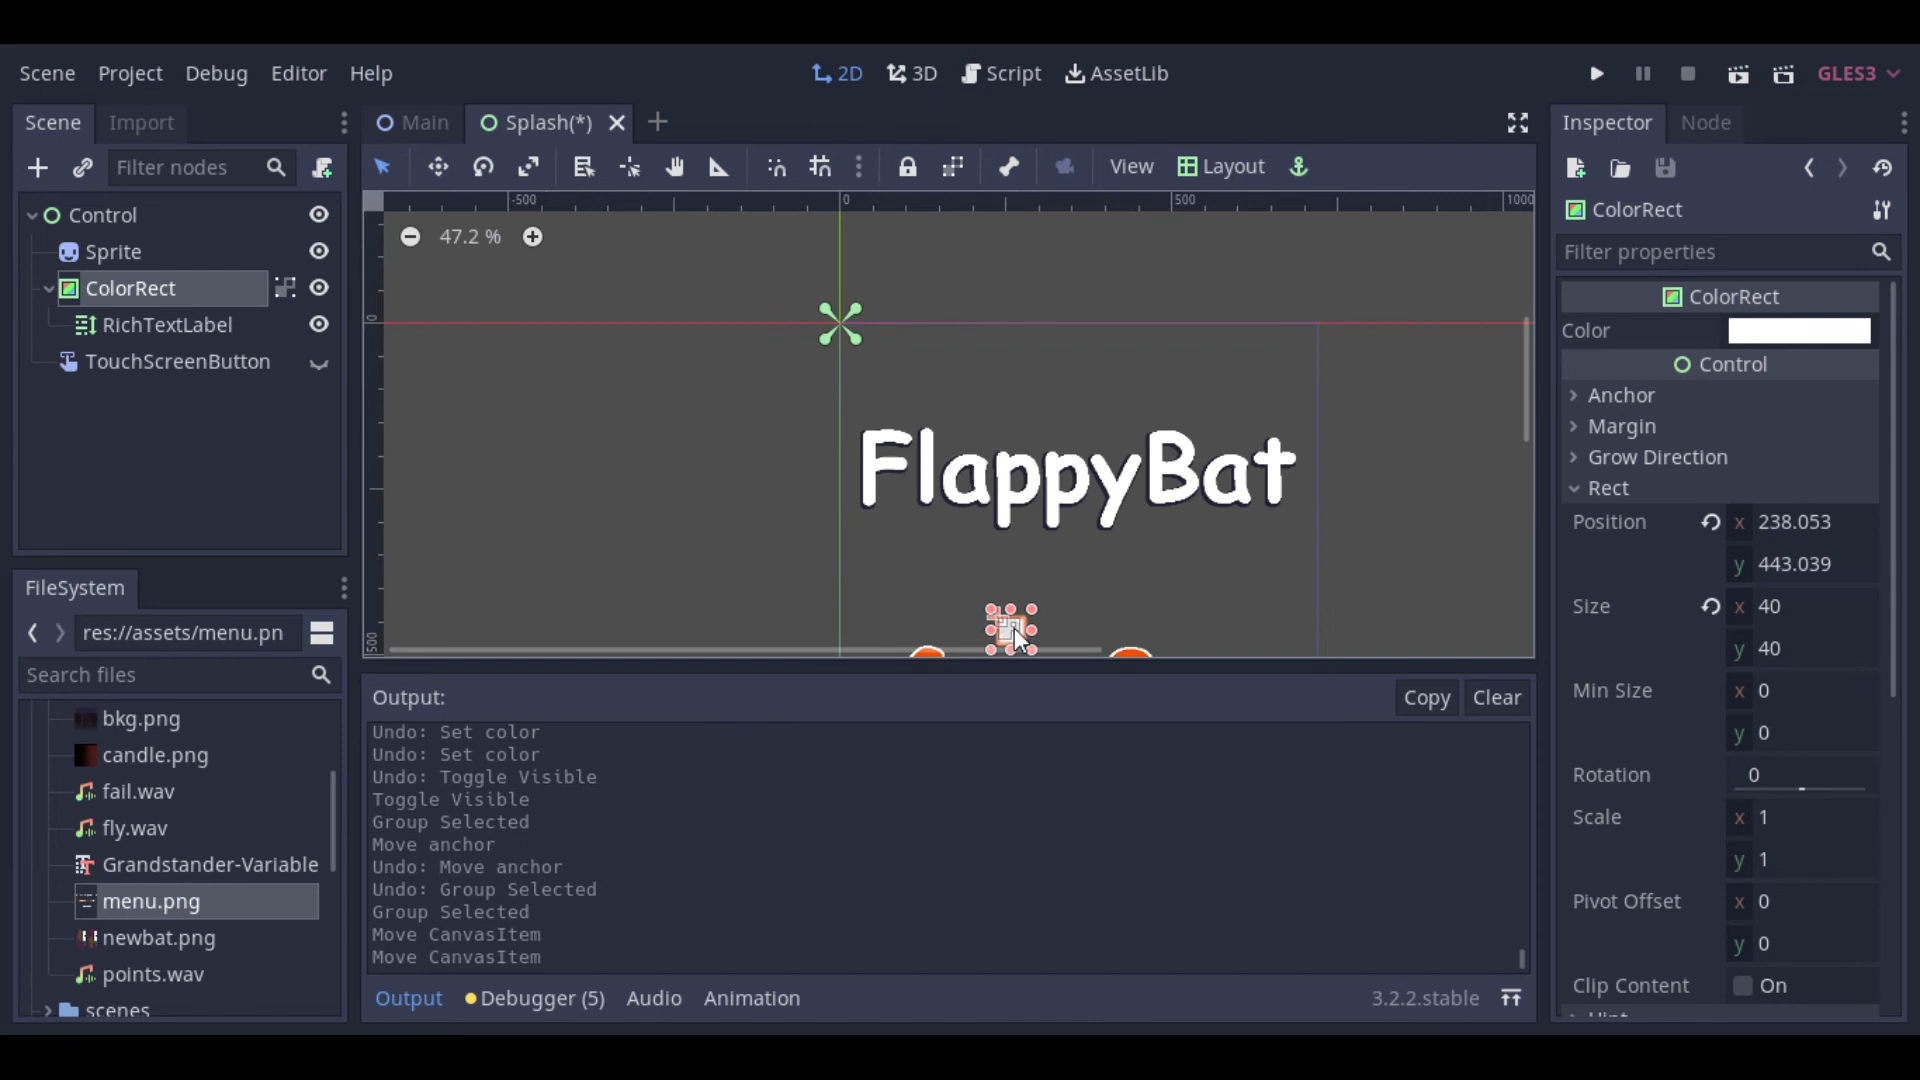 Scene Project Debug Editor Help
2D 3D Script AssetLib
GLES3
Scene Import
Main Splash(*)
Inspector Node
Filter nodes
View Layout
-500 0 500 1000
47.2 %
0
500
Control
Sprite
ColorRect
RichTextLabel
TouchScreenButton
FlappyBat
ColorRect
Filter properties
ColorRect
Color
Control
Anchor
Margin
Grow Direction
Rect
Position x 238.053
y 443.039
Size x 40
y 40
Min Size x 0
y 0
Rotation 0
Scale x 1
y 1
Pivot Offset x 0
y 0
Clip Content On
FileSystem
res://assets/menu.pn
Search files
bkg.png
candle.png
fail.wav
fly.wav
Grandstander-Variable
menu.png
newbat.png
points.wav
scenes
Output: Copy Clear
Undo: Set color
Undo: Set color
Undo: Toggle Visible
Toggle Visible
Group Selected
Move anchor
Undo: Move anchor
Undo: Group Selected
Group Selected
Move CanvasItem
Move CanvasItem
Output Debugger (5) Audio Animation 3.2.2.stable